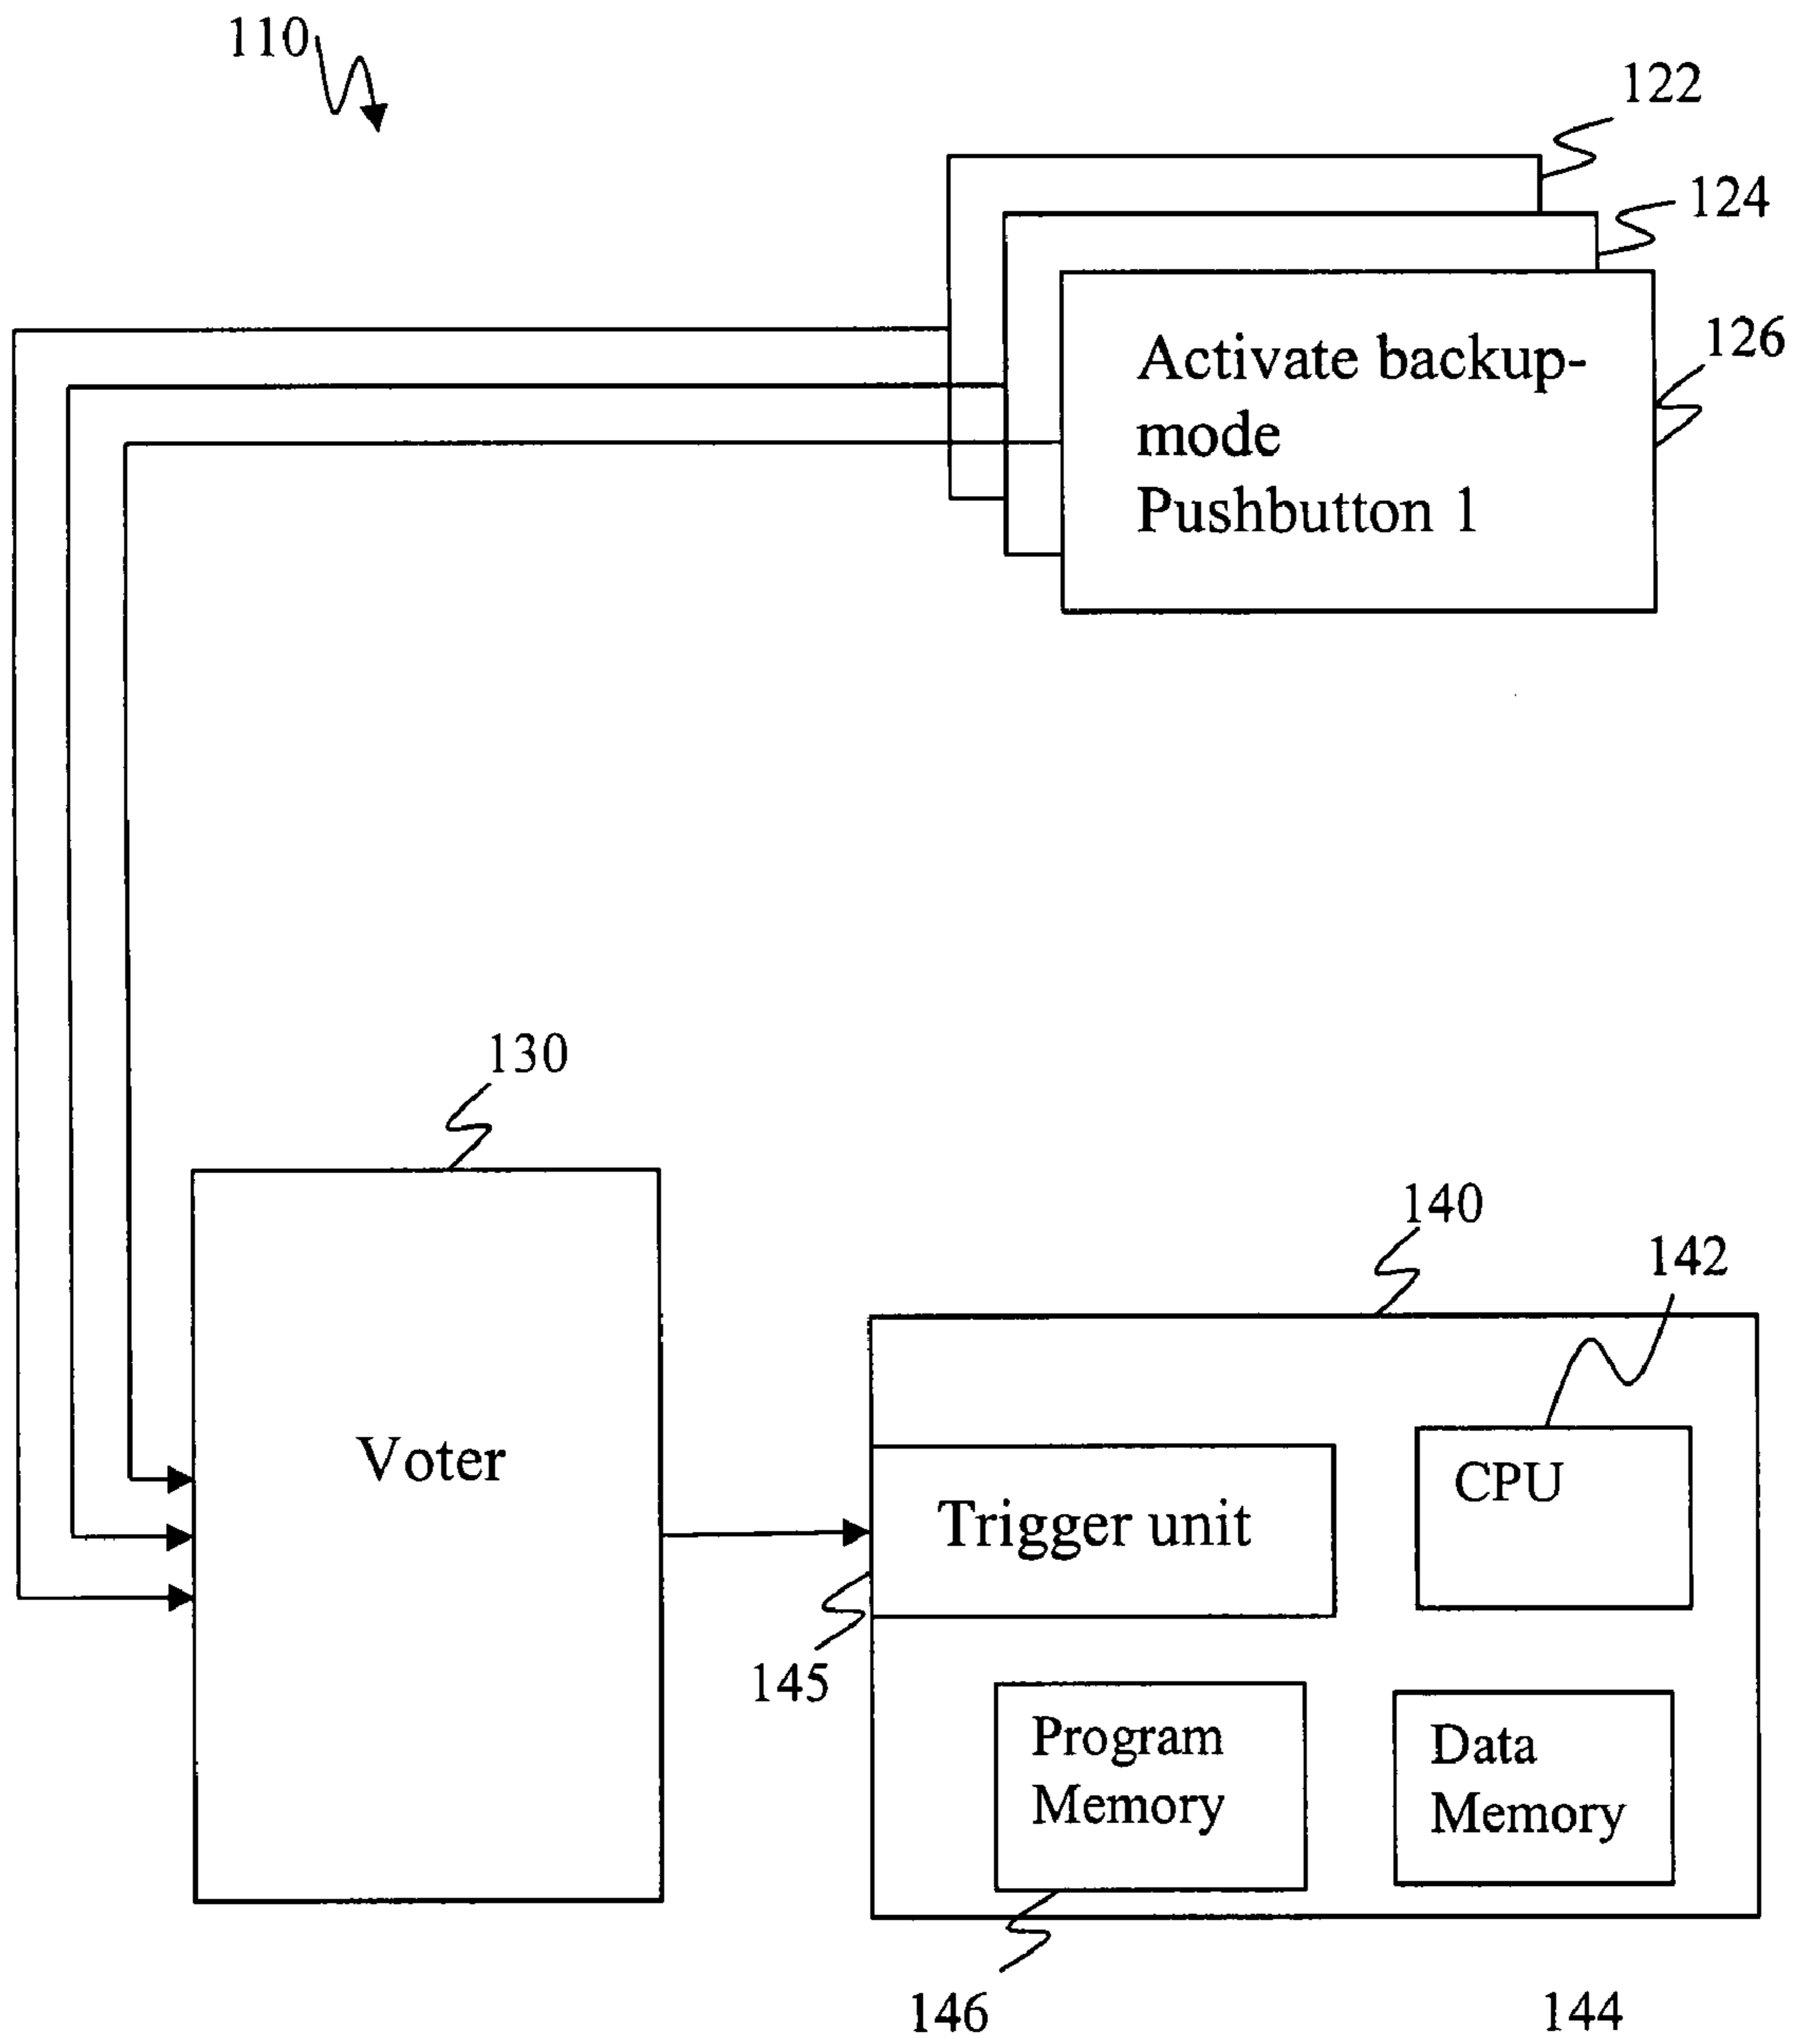 110
122
124
126
Activate backup-
mode
Pushbutton 1
130
Voter
140
142
CPU
Trigger unit
145
Program
Memory
Data
Memory
146
144